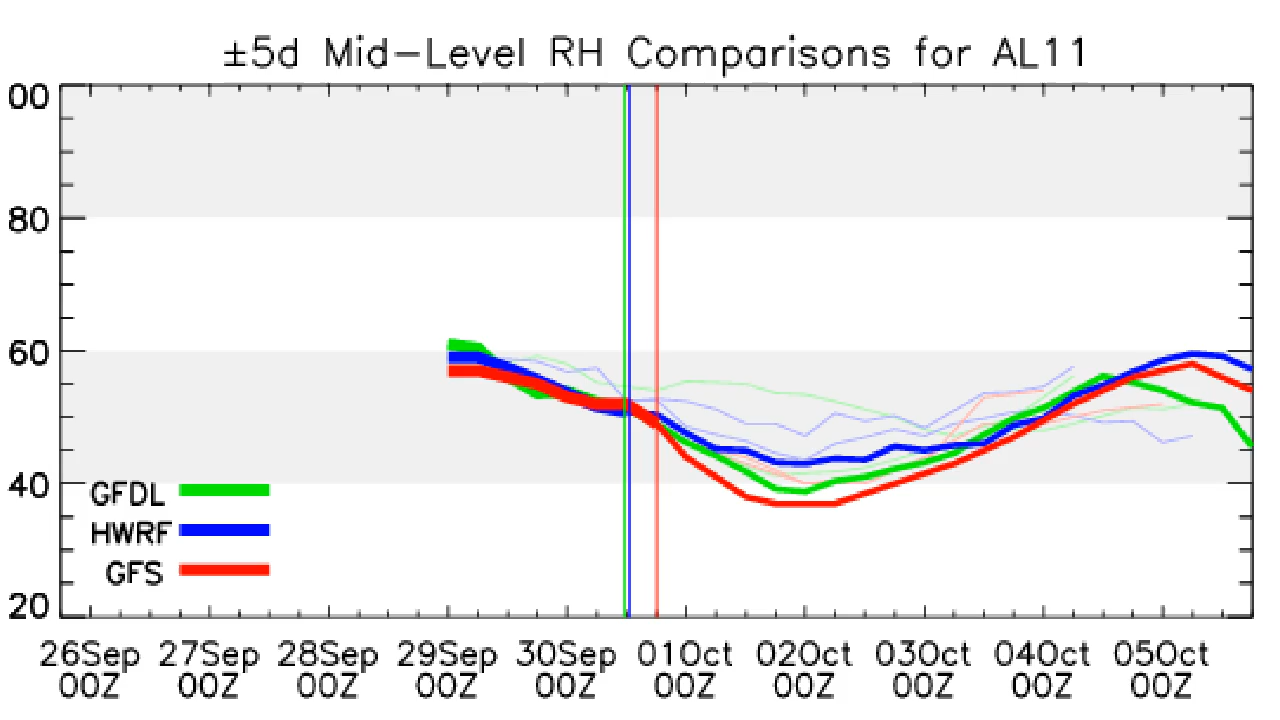 ±5d Mid-Level RH Comparisons for AL11
00
80
60
40
20
GFDL
HWRF
GFS
26Sep 27Sep 28Sep 29Sep 30Sep 01Oct 02Oct 03Oct 04Oct 05Oct
00Z 00Z 00Z 00Z 00Z 00Z 00Z 00Z 00Z 00Z